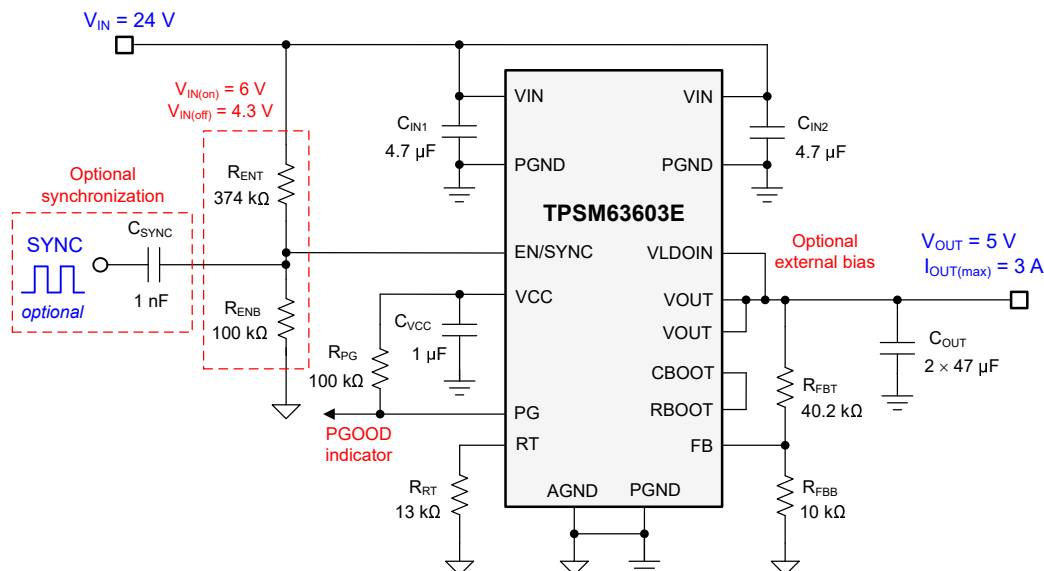 VIN = 24 V
VIN(on) = 6 V
VIN(off) = 4.3 V
VIN
VIN
CIN1
4.7 µF
CIN2
4.7 µF
PGND
PGND
Optional
synchronization
RENT
374 kΩ
TPSM63603E
SYNC
optional
CSYNC
1 nF
EN/SYNC
VLDOIN
Optional
external bias
VOUT = 5 V
IOUT(max) = 3 A
RENB
100 kΩ
VCC
VOUT
CVCC
1 µF
VOUT
COUT
2 × 47 µF
RPG
100 kΩ
CBOOT
RBOOT
RFBT
40.2 kΩ
PGOOD
indicator
PG
RT
FB
RRT
13 kΩ
AGND
PGND
RFBB
10 kΩ